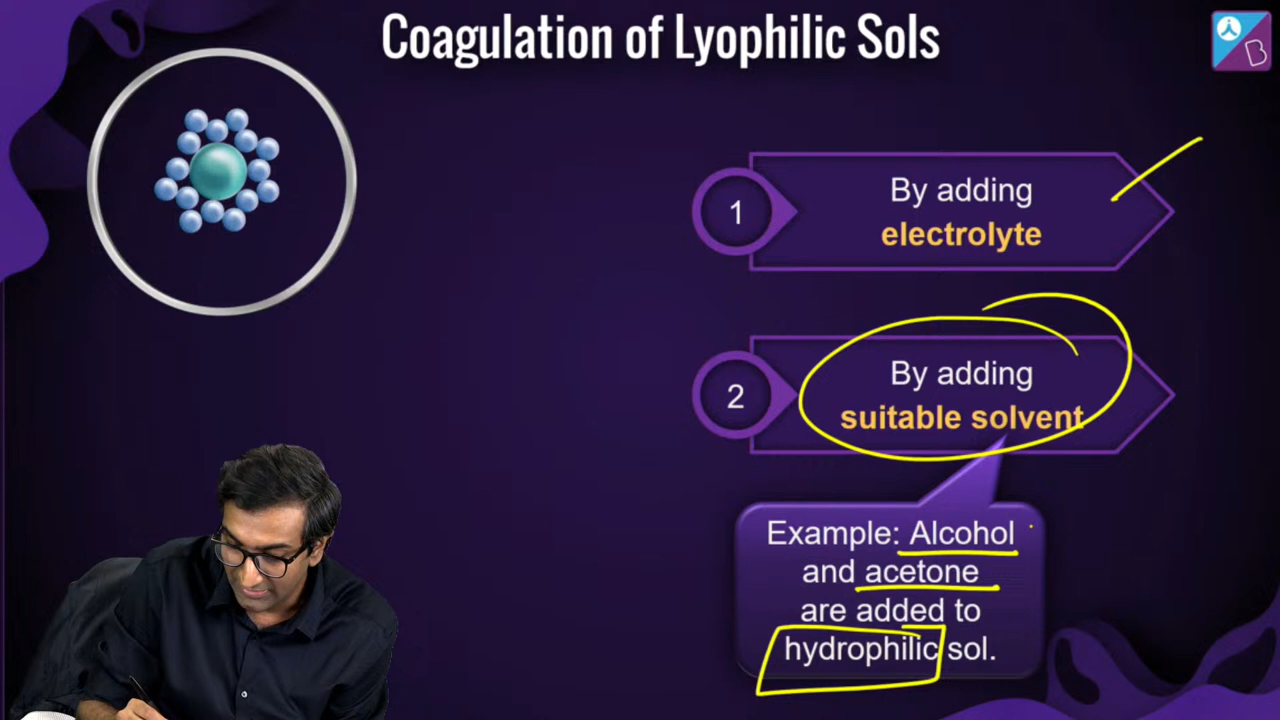 Coagulation of Lyophilic Sols
B
1
By adding
electrolyte
2
By adding
suitable solvent
Example: Alcohol
and acetone
are added to
hydrophilic sol.